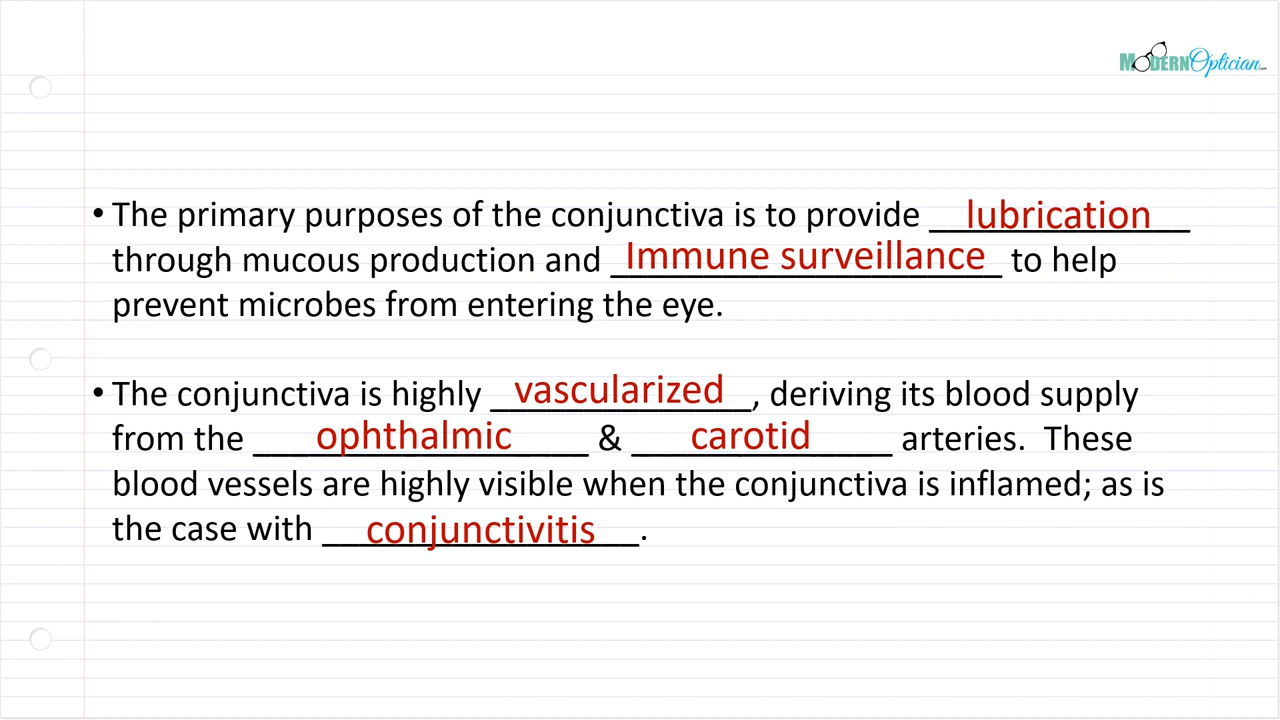 MODERNOptician.com
• The primary purposes of the conjunctiva is to provide lubrication
through mucous production and Immune surveillance to help
prevent microbes from entering the eye.
• The conjunctiva is highly vascularized, deriving its blood supply
from the ophthalmic & carotid arteries. These
blood vessels are highly visible when the conjunctiva is inflamed; as is
the case with conjunctivitis.